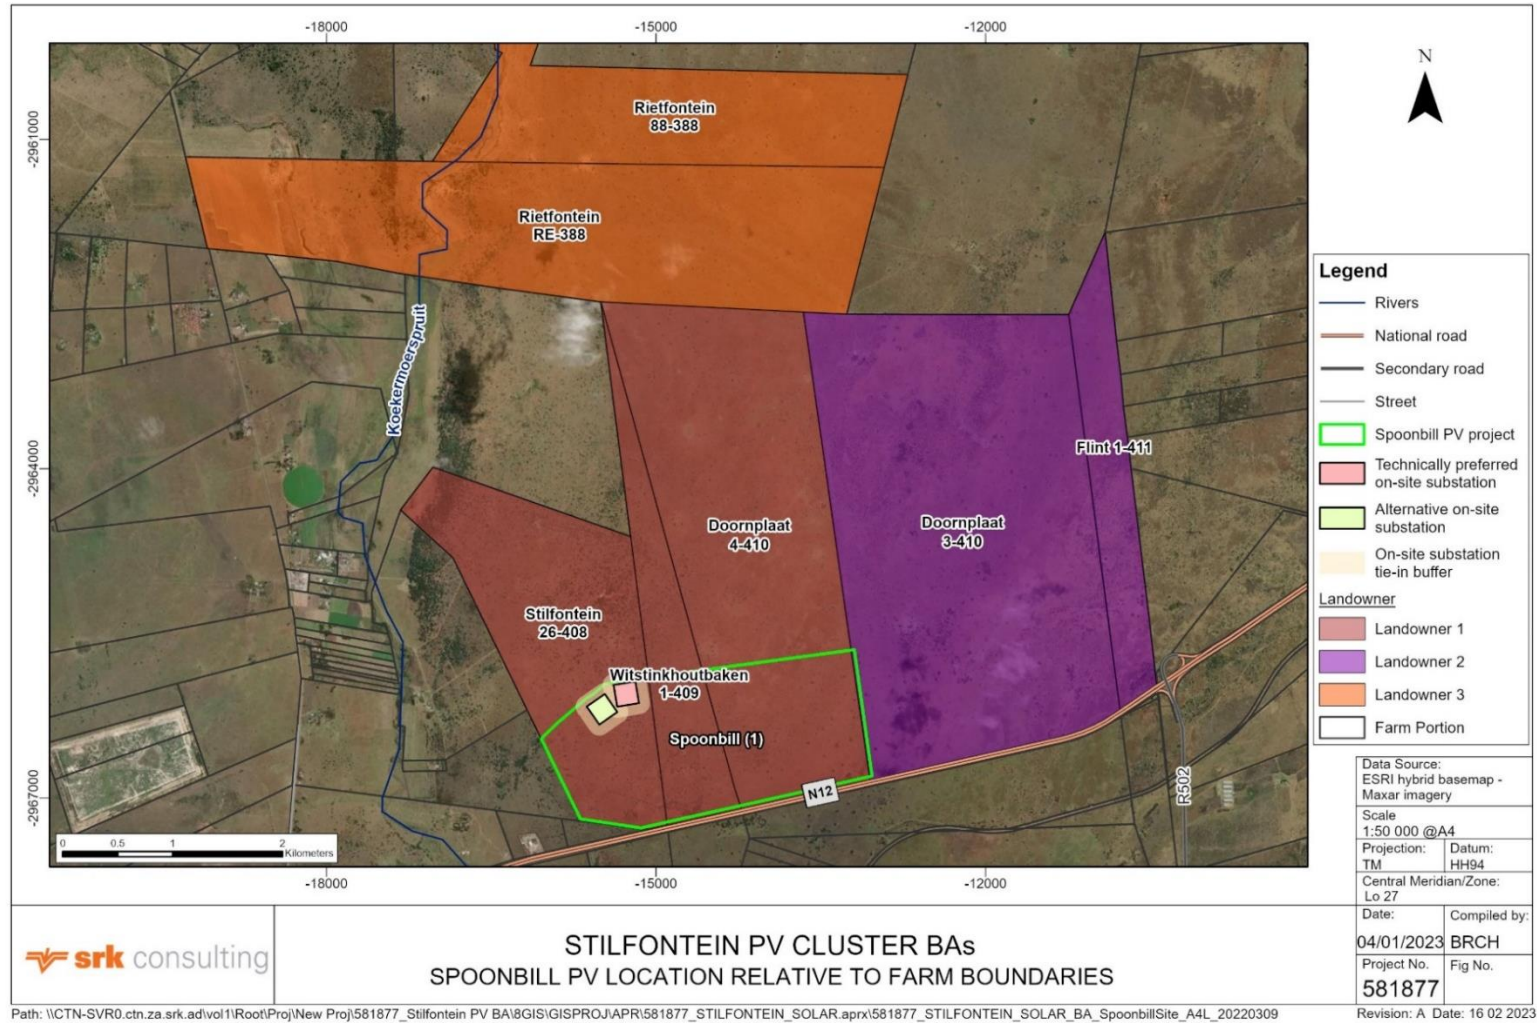 -18000
-15000
-12000
-2961000
-2964000
-2967000
Rietfontein
88-388
Rietfontein
RE-388
Koekermoerspruit
Flint 1-411
Doornplaat
4-410
Doornplaat
3-410
Stilfontein
26-408
Witstinkhoutbaken
1-409
Spoonbill (1)
N12
R502
0 0.5 1 2
Kilometers
-18000
-15000
-12000
N
Legend
Rivers
National road
Secondary road
Street
Spoonbill PV project
Technically preferred
on-site substation
Alternative on-site
substation
On-site substation
tie-in buffer
Landowner
Landowner 1
Landowner 2
Landowner 3
Farm Portion
Data Source:
ESRI hybrid basemap -
Maxar imagery
Scale
1:50 000 @A4
Projection:
TM
Datum:
HH94
Central Meridian/Zone:
Lo 27
Date:
04/01/2023
Compiled by:
BRCH
Project No.
581877
Fig No.
srk consulting
STILFONTEIN PV CLUSTER BAs
SPOONBILL PV LOCATION RELATIVE TO FARM BOUNDARIES
Path: \\CTN-SVR0.ctn.za.srk.ad\vol1\Root\Proj\New Proj\581877_Stilfontein PV BA\8GIS\GISPROJ\APR\581877_STILFONTEIN_SOLAR.aprx\581877_STILFONTEIN_SOLAR_BA_SpoonbillSite_A4L_20220309
Revision: A Date: 16 02 2023